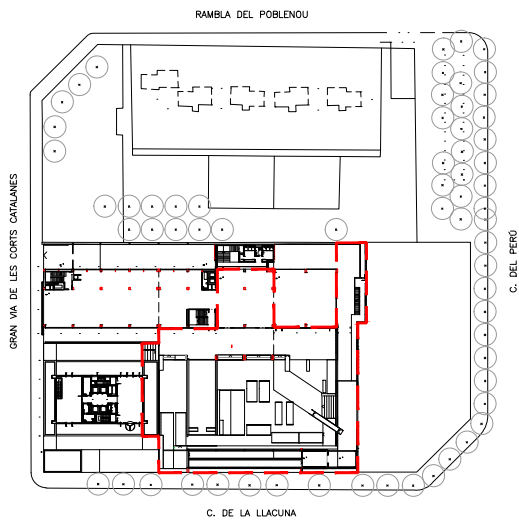 RAMBLA DEL POBLENOU
GRAN VIA DE LES CORTS CATALANES
C. DEL PERÚ
C. DE LA LLACUNA